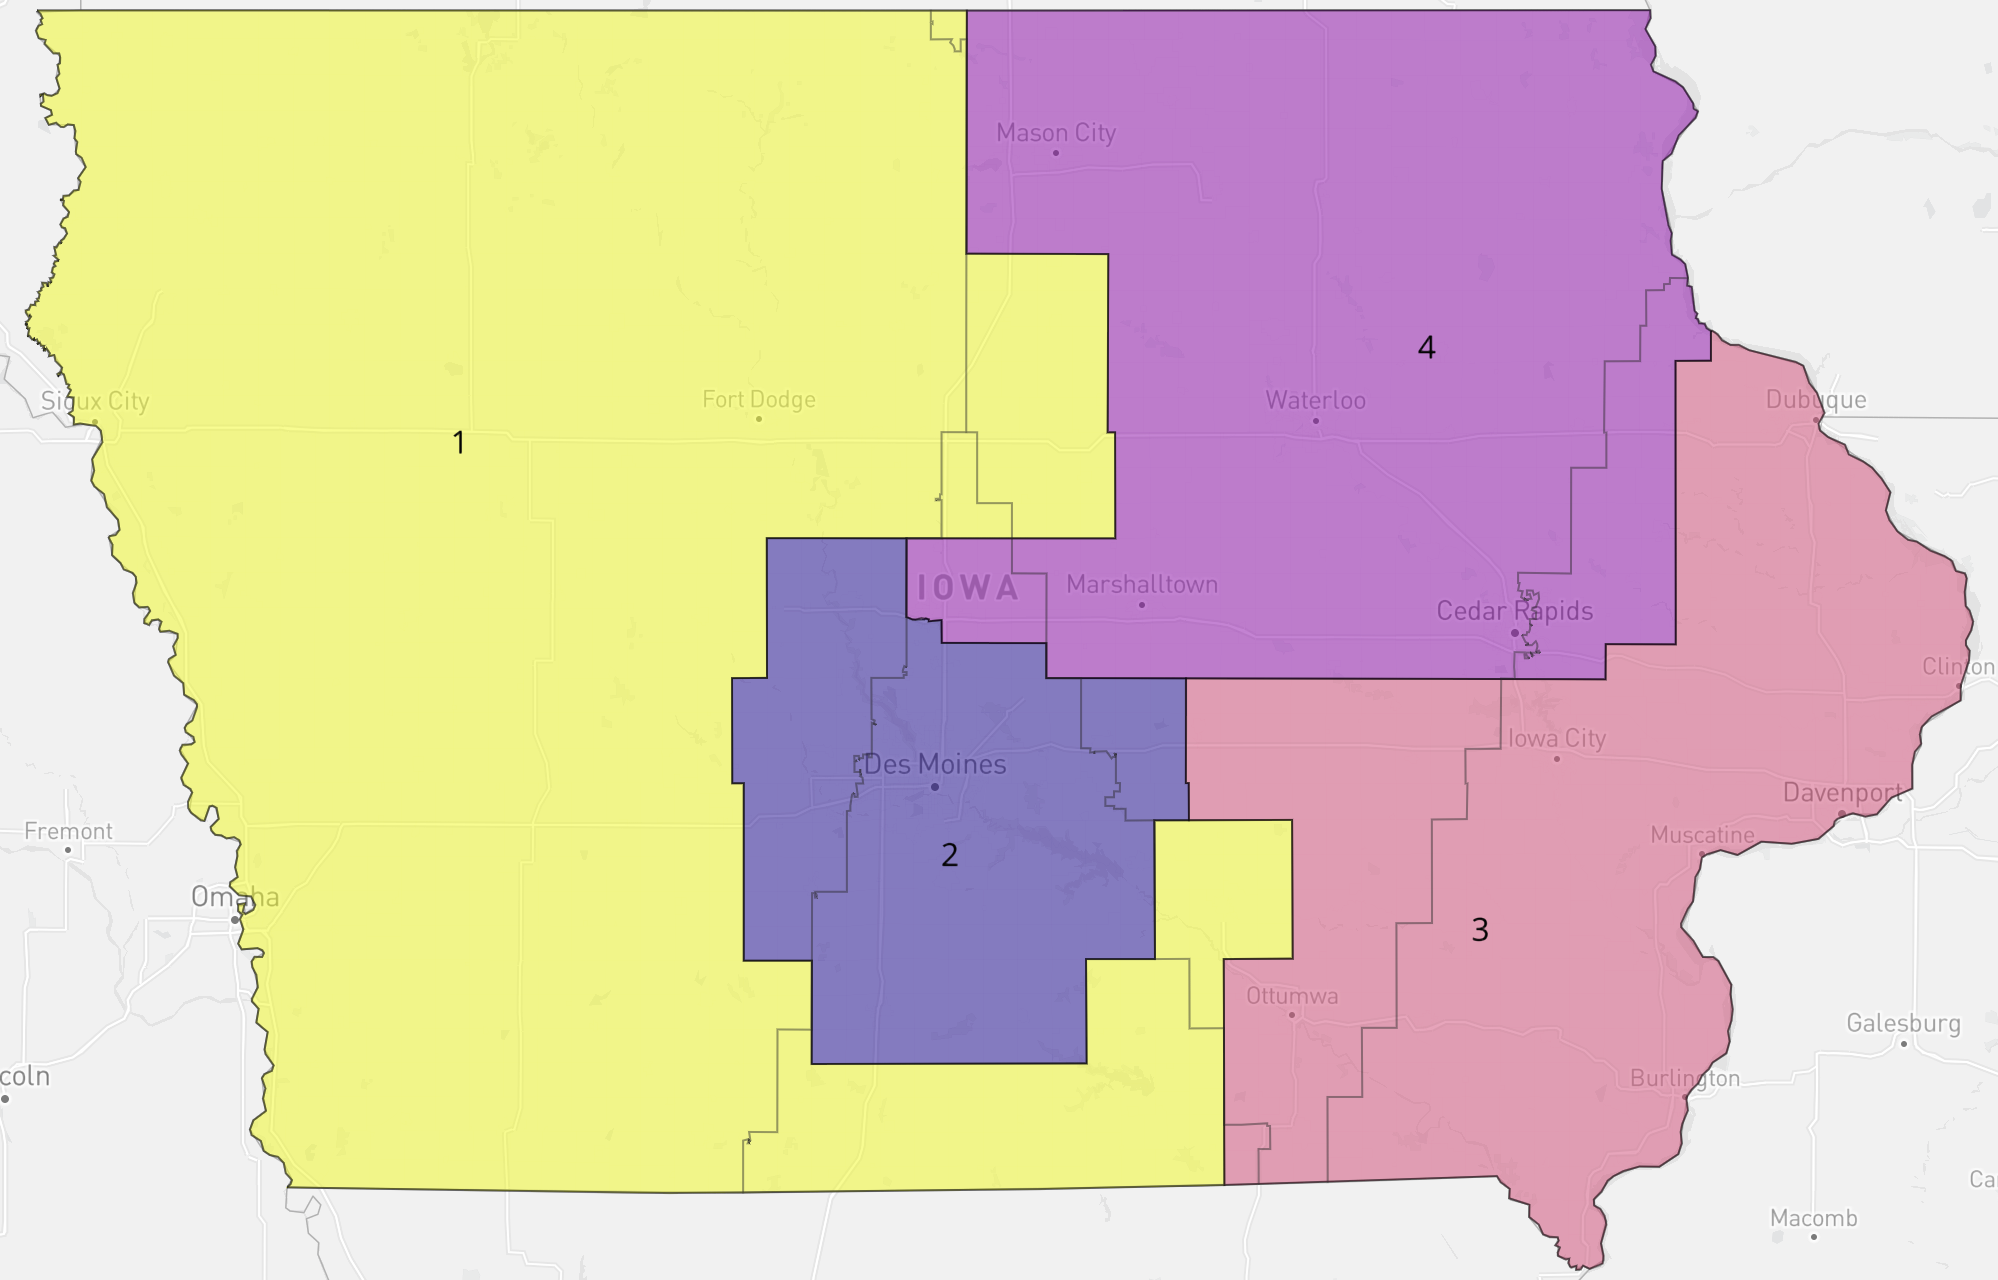 Mason City
4
Sioux City
Fort Dodge
Waterloo
Dubuque
1
IOWA
Marshalltown
Cedar Rapids
Clinton
Iowa City
Des Moines
Davenport
Fremont
Muscatine
2
Omaha
3
Ottumwa
Galesburg
coln
Burlington
Ca
Macomb